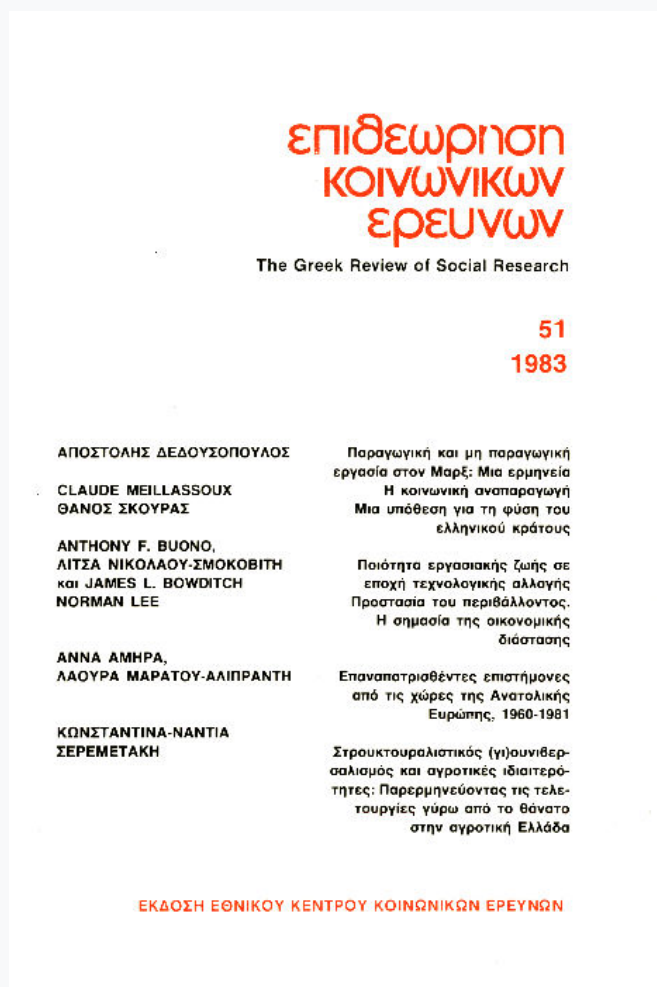 επιθεωρηση
κοινωνικων
ερευνων
The Greek Review of Social Research
51
1983
ΑΠΟΣΤΟΛΗΣ ΔΕΔΟΥΣΟΠΟΥΛΟΣ
Παραγωγική και μη παραγωγική
εργασία στον Μαρξ: Μια ερμηνεία
CLAUDE MEILLASSOUX
Η κοινωνική αναπαραγωγή
ΘΑΝΟΣ ΣΚΟΥΡΑΣ
Μια υπόθεση για τη φύση του
ελληνικού κράτους
ANTHONY F. BUONO,
ΛΙΤΣΑ ΝΙΚΟΛΑΟΥ-ΣΜΟΚΟΒΙΤΗ
και JAMES L. BOWDITCH
Ποιότητα εργασιακής ζωής σε
εποχή τεχνολογικής αλλαγής
NORMAN LEE
Προστασία του περιβάλλοντος.
Η σημασία της οικονομικής
διάστασης
ΑΝΝΑ ΑΜΗΡΑ,
ΛΑΟΥΡΑ ΜΑΡΑΤΟΥ-ΑΛΙΠΡΑΝΤΗ
Επαναπατρισθέντες επιστήμονες
από τις χώρες της Ανατολικής
Ευρώπης, 1960-1981
ΚΩΝΣΤΑΝΤΙΝΑ-ΝΑΝΤΙΑ
ΣΕΡΕΜΕΤΑΚΗ
Στρουκτουραλιστικός (γι)ουνιβερ-
σαλισμός και αγροτικές ιδιαιτερό-
τητες: Παρερμηνεύοντας τις τελε-
τουργίες γύρω από το θάνατο
στην αγροτική Ελλάδα
ΕΚΔΟΣΗ ΕΘΝΙΚΟΥ ΚΕΝΤΡΟΥ ΚΟΙΝΩΝΙΚΩΝ ΕΡΕΥΝΩΝ